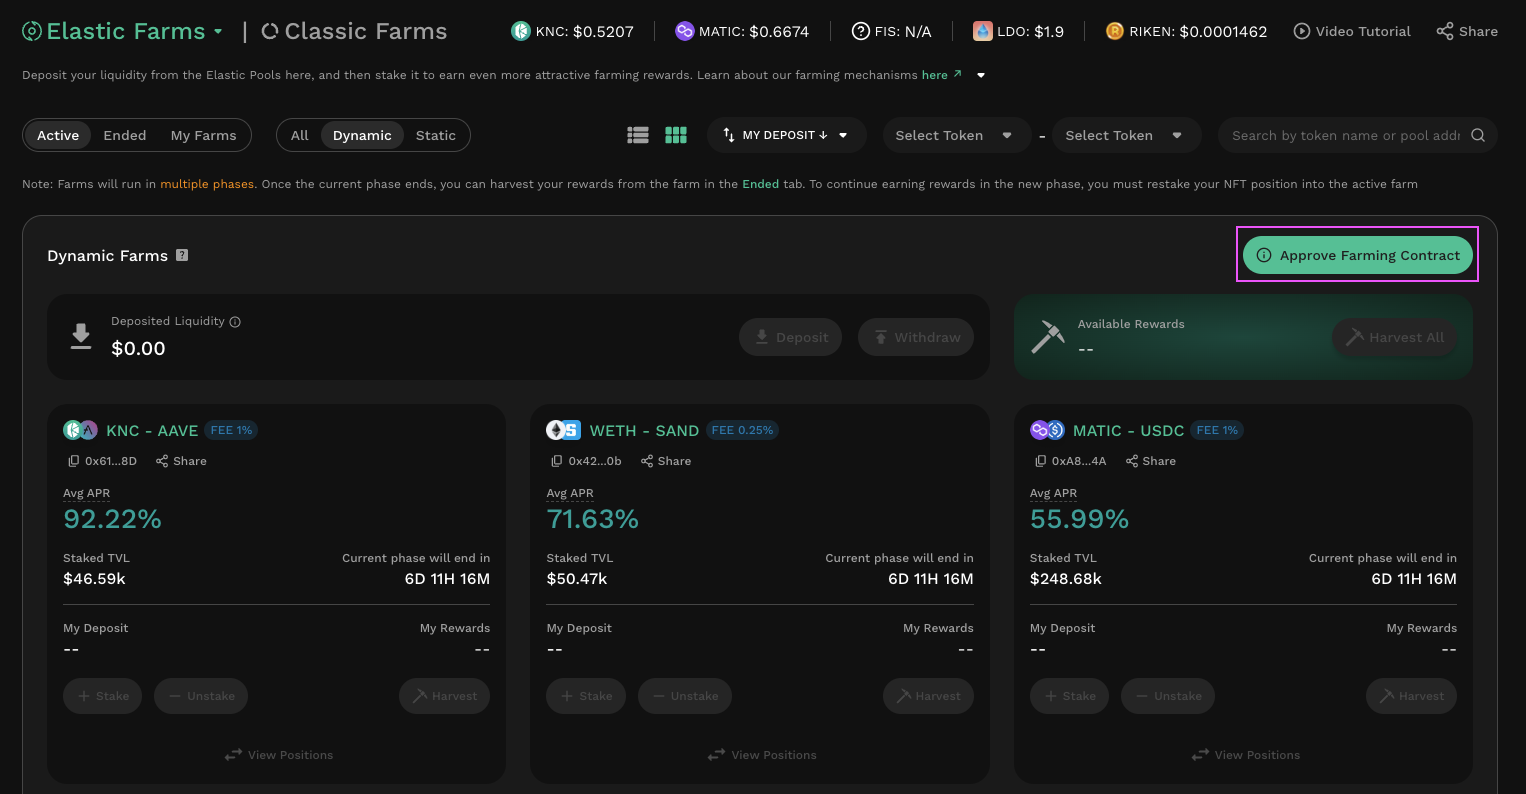 Elastic Farms | Classic Farms KNC: $0.5207 MATIC: $0.6674 FIS: N/A LDO: $1.9 RIKEN: $0.0001462 Video Tutorial Share
Deposit your liquidity from the Elastic Pools here, and then stake it to earn even more attractive farming rewards. Learn about our farming mechanisms here ↗
Active Ended My Farms All Dynamic Static MY DEPOSIT ↓ Select Token - Select Token Search by token name or pool addr
Note: Farms will run in multiple phases. Once the current phase ends, you can harvest your rewards from the farm in the Ended tab. To continue earning rewards in the new phase, you must restake your NFT position into the active farm
Dynamic Farms ? Approve Farming Contract
Deposited Liquidity
$0.00
Deposit Withdraw
Available Rewards
--
Harvest All
KNC - AAVE FEE 1%
0x61...8D Share
Avg APR
92.22%
Staked TVL Current phase will end in
$46.59k 6D 11H 16M
My Deposit My Rewards
-- --
+ Stake — Unstake Harvest
View Positions
WETH - SAND FEE 0.25%
0x42...0b Share
Avg APR
71.63%
Staked TVL Current phase will end in
$50.47k 6D 11H 16M
My Deposit My Rewards
-- --
+ Stake — Unstake Harvest
View Positions
MATIC - USDC FEE 1%
0xA8...4A Share
Avg APR
55.99%
Staked TVL Current phase will end in
$248.68k 6D 11H 16M
My Deposit My Rewards
-- --
+ Stake — Unstake Harvest
View Positions